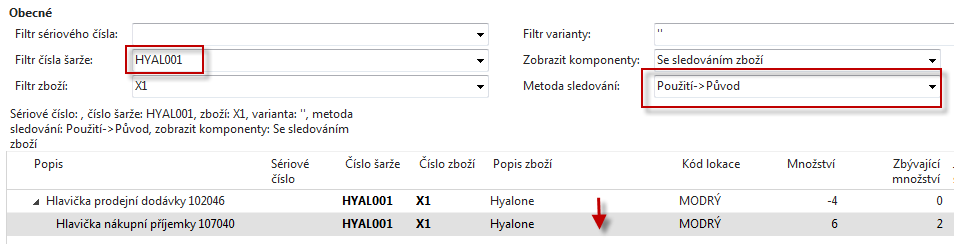 Obecné
Filtr sériového čísla:
Filtr varianty: ''
Filtr čísla šarže: HYAL001
Zobrazit komponenty: Se sledováním zboží
Filtr zboží: X1
Metoda sledování: Použití->Původ
Sériové číslo: , číslo šarže: HYAL001, zboží: X1, varianta: '', metoda
sledování: Použití->Původ, zobrazit komponenty: Se sledováním
zboží
Popis Sériové číslo Číslo šarže Číslo zboží Popis zboží Kód lokace Množství Zbývající množství
Hlavička prodejní dodávky 102046 HYAL001 X1 Hyalone MODRÝ -4 0
Hlavička nákupní příjemky 107040 HYAL001 X1 Hyalone MODRÝ 6 2